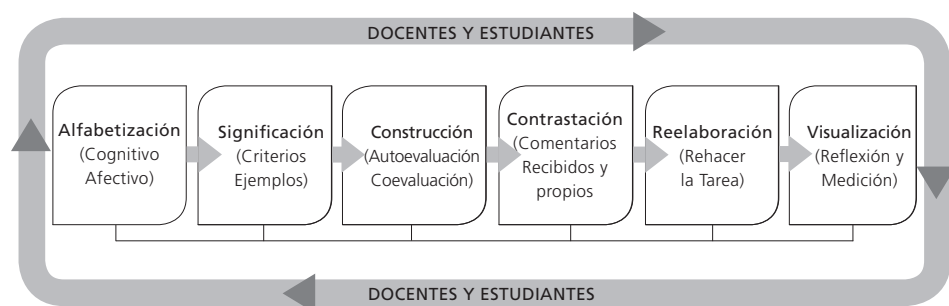 DOCENTES Y ESTUDIANTES
Alfabetización
(Cognitivo
Afectivo)
Significación
(Criterios
Ejemplos)
Construcción
(Autoevaluación
Coevaluación)
Contrastación
(Comentarios
Recibidos y
propios
Reelaboración
(Rehacer
la Tarea)
Visualización
(Reflexión y
Medición)
DOCENTES Y ESTUDIANTES